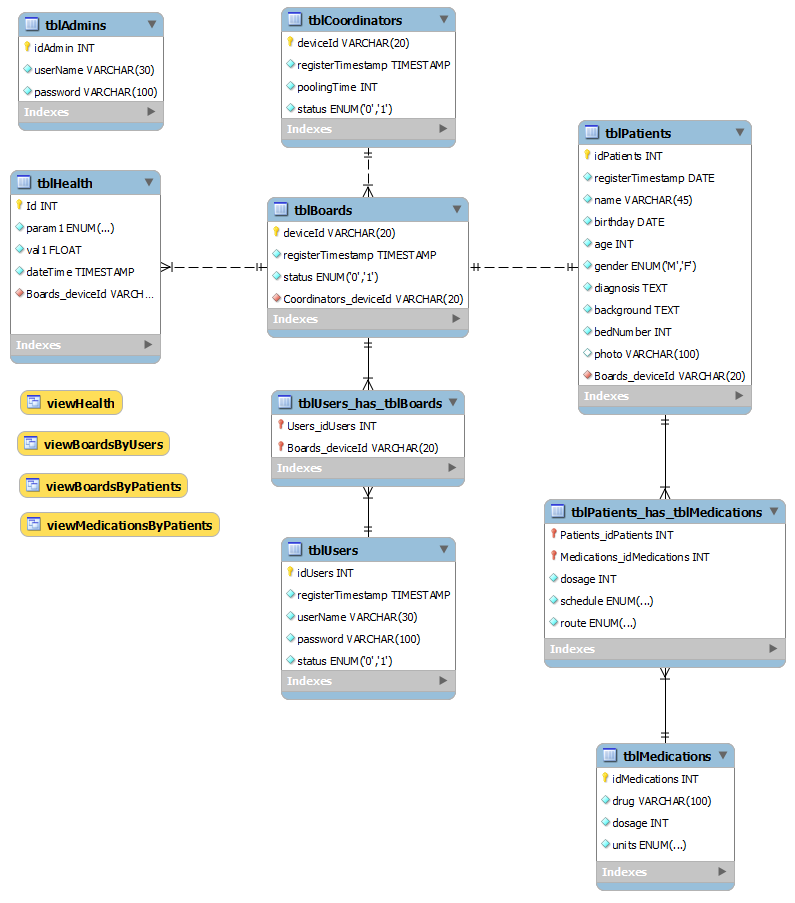 tblAdmins
idAdmin INT
userName VARCHAR(30)
password VARCHAR(100)
Indexes
tblCoordinators
deviceId VARCHAR(20)
registerTimestamp TIMESTAMP
poolingTime INT
status ENUM('0','1')
Indexes
tblPatients
idPatients INT
registerTimestamp DATE
name VARCHAR(45)
birthday DATE
age INT
gender ENUM('M','F')
diagnosis TEXT
background TEXT
bedNumber INT
photo VARCHAR(100)
Boards_deviceId VARCHAR(20)
Indexes
tblHealth
Id INT
param1 ENUM(...)
val1 FLOAT
dateTime TIMESTAMP
Boards_deviceId VARCH...
Indexes
tblBoards
deviceId VARCHAR(20)
registerTimestamp TIMESTAMP
status ENUM('0','1')
Coordinators_deviceId VARCHAR(20)
Indexes
viewHealth
viewBoardsByUsers
viewBoardsByPatients
viewMedicationsByPatients
tblUsers_has_tblBoards
Users_idUsers INT
Boards_deviceId VARCHAR(20)
Indexes
tblUsers
idUsers INT
registerTimestamp TIMESTAMP
userName VARCHAR(30)
password VARCHAR(100)
status ENUM('0','1')
Indexes
tblPatients_has_tblMedications
Patients_idPatients INT
Medications_idMedications INT
dosage INT
schedule ENUM(...)
route ENUM(...)
Indexes
tblMedications
idMedications INT
drug VARCHAR(100)
dosage INT
units ENUM(...)
Indexes